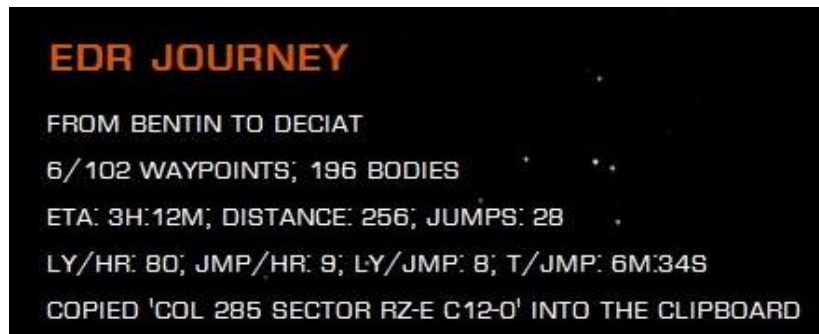 EDR JOURNEY
FROM BENTIN TO DECIAT
6/102 WAYPOINTS; 196 BODIES
ETA: 3H:12M; DISTANCE: 256; JUMPS: 28
LY/HR: 80; JMP/HR: 9; LY/JMP: 8; T/JMP: 6M:34S
COPIED 'COL 285 SECTOR RZ-E C12-0' INTO THE CLIPBOARD